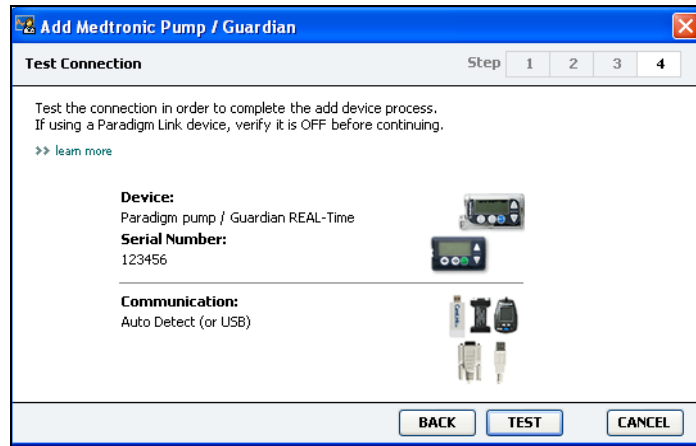 Add Medtronic Pump / Guardian
Test Connection
Step 1 2 3 4
Test the connection in order to complete the add device process.
If using a Paradigm Link device, verify it is OFF before continuing.
>> learn more
Device:
Paradigm pump / Guardian REAL-Time
Serial Number:
123456
Communication:
Auto Detect (or USB)
BACK TEST CANCEL